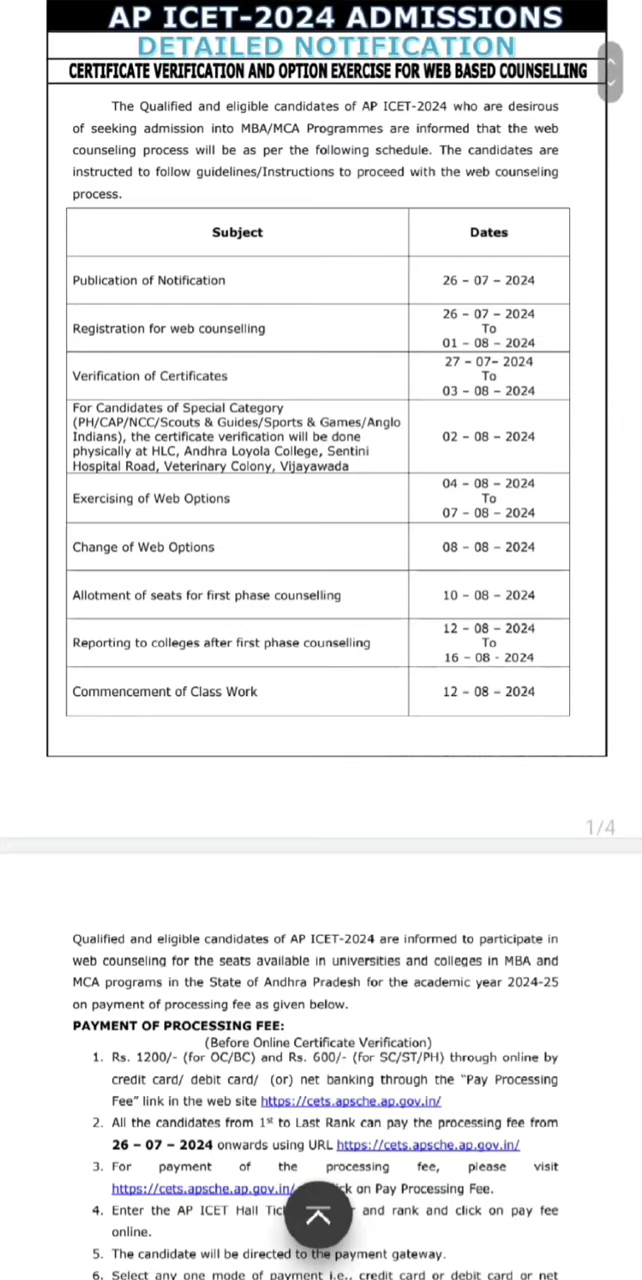 AP ICET-2024 ADMISSIONS
DETAILED NOTIFICATION
CERTIFICATE VERIFICATION AND OPTION EXERCISE FOR WEB BASED COUNSELLING
The Qualified and eligible candidates of AP ICET-2024 who are desirous
of seeking admission into MBA/MCA Programmes are informed that the web
counseling process will be as per the following schedule. The candidates are
instructed to follow guidelines/Instructions to proceed with the web counseling
process.
Subject Dates
Publication of Notification 26 – 07 – 2024
Registration for web counselling 26 – 07 – 2024
To
01 – 08 – 2024
Verification of Certificates 27 – 07– 2024
To
03 – 08 – 2024
For Candidates of Special Category
(PH/CAP/NCC/Scouts & Guides/Sports & Games/Anglo
Indians), the certificate verification will be done
physically at HLC, Andhra Loyola College, Sentini
Hospital Road, Veterinary Colony, Vijayawada
02 – 08 – 2024
Exercising of Web Options 04 – 08 – 2024
To
07 – 08 – 2024
Change of Web Options 08 – 08 – 2024
Allotment of seats for first phase counselling 10 – 08 – 2024
Reporting to colleges after first phase counselling 12 – 08 – 2024
To
16 – 08 - 2024
Commencement of Class Work 12 – 08 – 2024
1/4
Qualified and eligible candidates of AP ICET-2024 are informed to participate in
web counseling for the seats available in universities and colleges in MBA and
MCA programs in the State of Andhra Pradesh for the academic year 2024-25
on payment of processing fee as given below.
PAYMENT OF PROCESSING FEE:
(Before Online Certificate Verification)
1. Rs. 1200/- (for OC/BC) and Rs. 600/- (for SC/ST/PH) through online by
credit card/ debit card/ (or) net banking through the "Pay Processing
Fee" link in the web site https://cets.apsche.ap.gov.in/
2. All the candidates from 1st to Last Rank can pay the processing fee from
26 – 07 – 2024 onwards using URL https://cets.apsche.ap.gov.in/
3. For payment of the processing fee, please visit
https://cets.apsche.ap.gov.in/ on Pay Processing Fee.
4. Enter the AP ICET Hall and rank and click on pay fee
online.
5. The candidate will be directed to the payment gateway.
6. Select any one mode of payment i.e., credit card or debit card or net